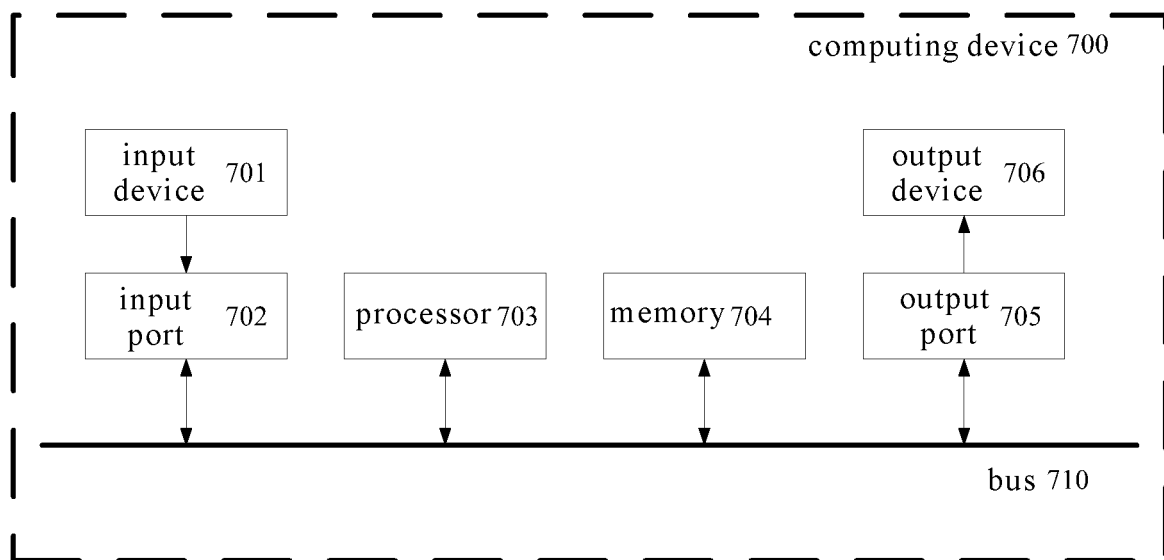 computing device 700
input
device 701
output
device 706
input
port 702
processor 703
memory 704
output
port 705
bus 710